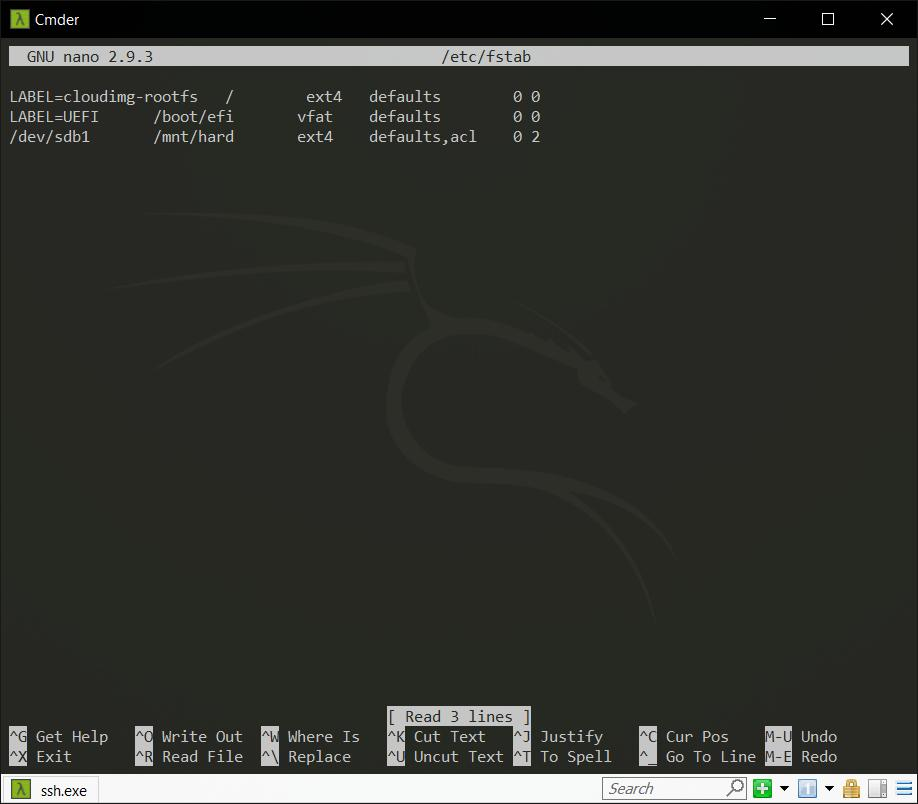 Cmder
GNU nano 2.9.3 /etc/fstab
LABEL=cloudimg-rootfs / ext4 defaults 0 0
LABEL=UEFI /boot/efi vfat defaults 0 0
/dev/sdb1 /mnt/hard ext4 defaults,acl 0 2
[ Read 3 lines ]
^G Get Help ^O Write Out ^W Where Is ^K Cut Text ^J Justify ^C Cur Pos M-U Undo
^X Exit ^R Read File ^\ Replace ^U Uncut Text ^T To Spell ^_ Go To Line M-E Redo
ssh.exe Search 1